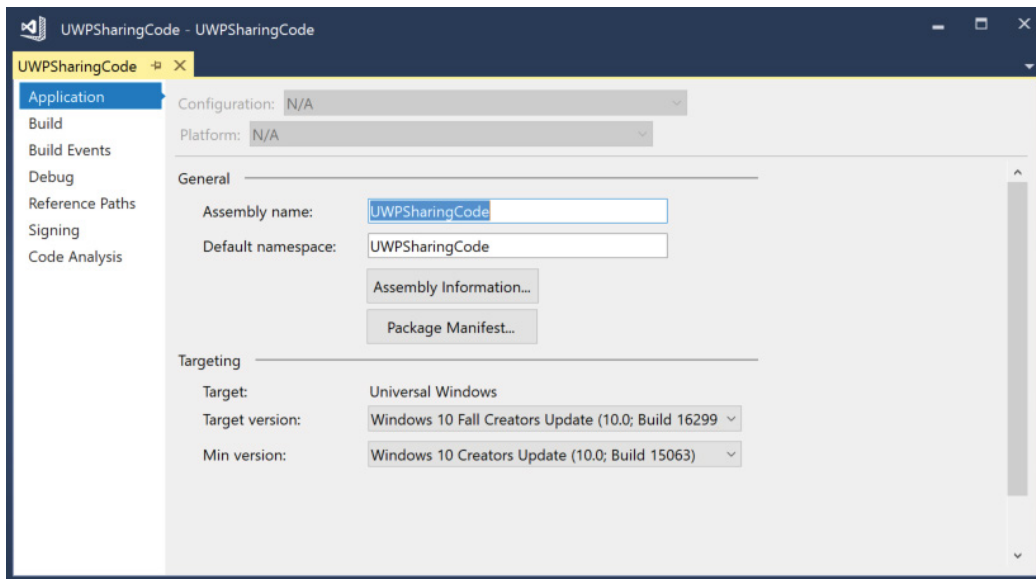 UWPSharingCode - UWPSharingCode
UWPSharingCode
Application
Build
Build Events
Debug
Reference Paths
Signing
Code Analysis
Configuration: N/A
Platform: N/A
General
Assembly name: UWPSharingCode
Default namespace: UWPSharingCode
Assembly Information...
Package Manifest...
Targeting
Target: Universal Windows
Target version: Windows 10 Fall Creators Update (10.0; Build 16299
Min version: Windows 10 Creators Update (10.0; Build 15063)